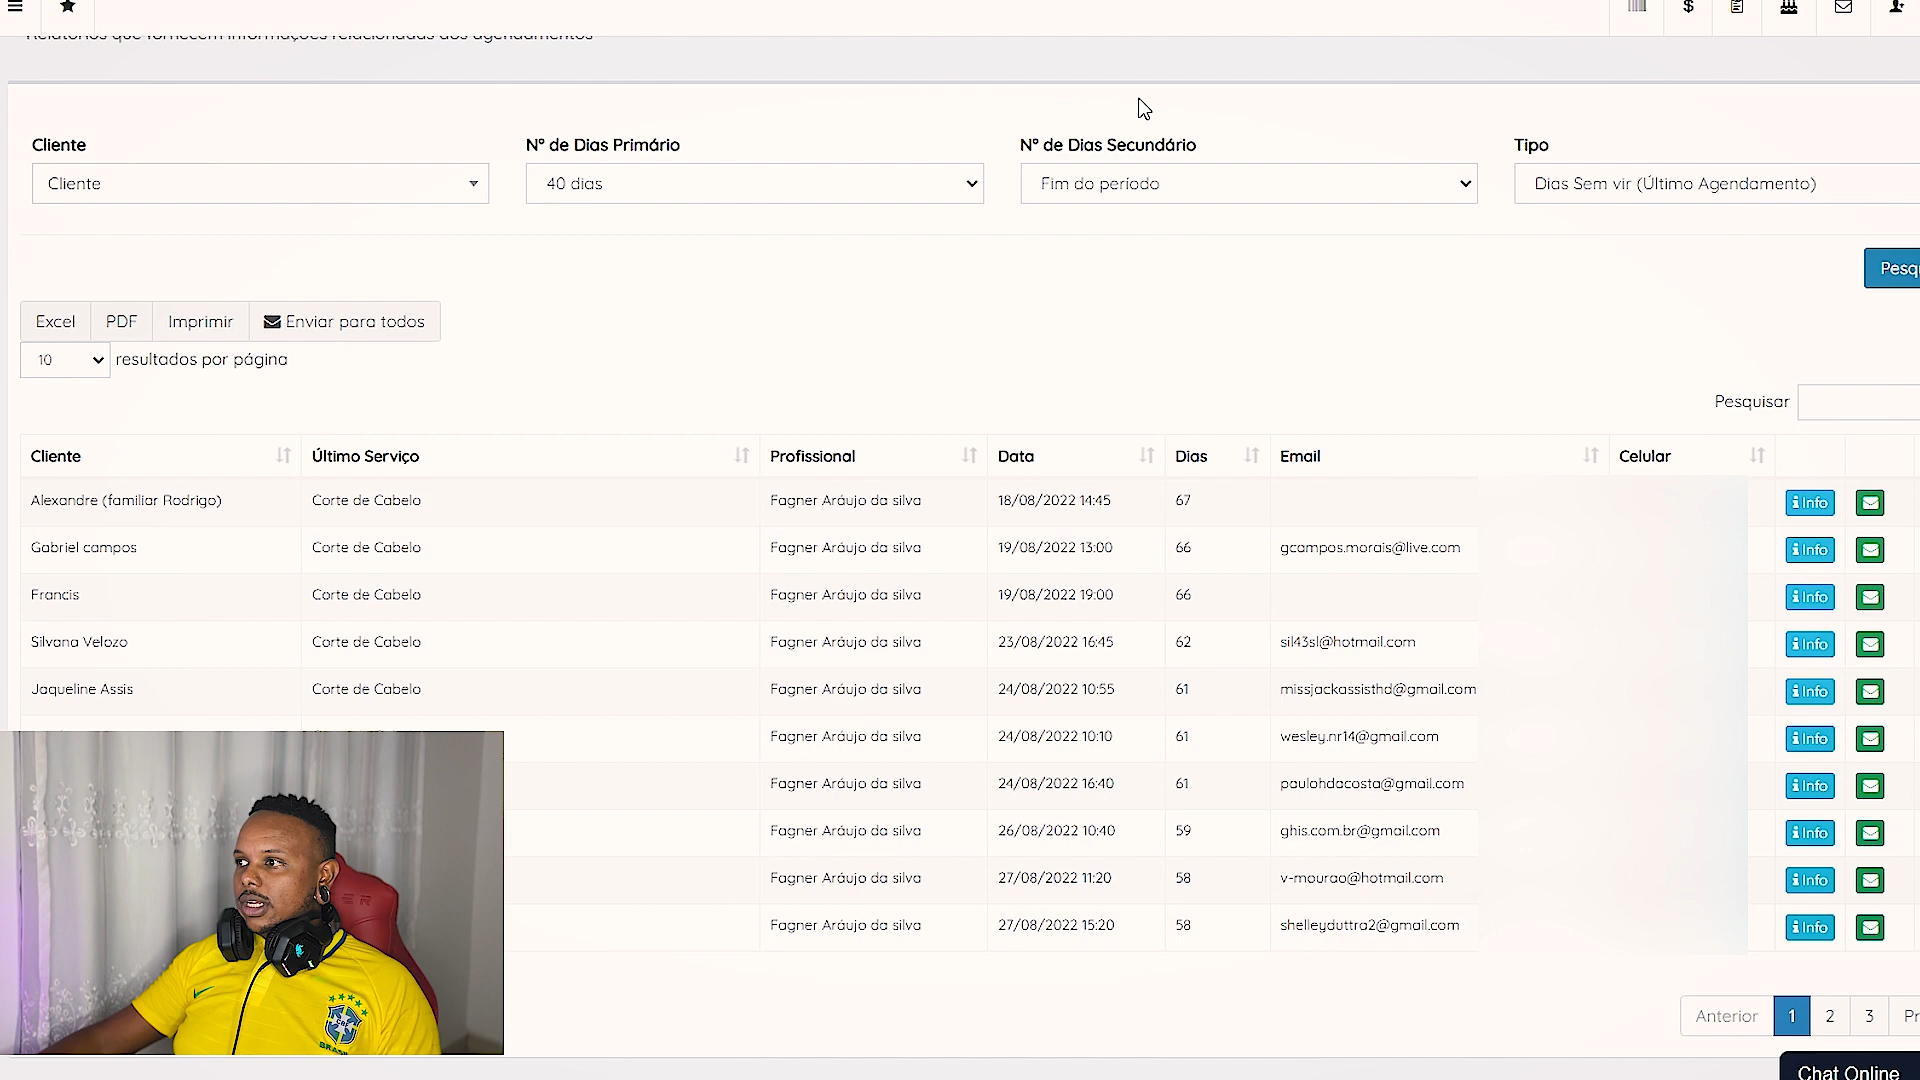 Relatórios que fornecem informações relacionadas aos agendamentos
Cliente
Nº de Dias Primário
Nº de Dias Secundário
Tipo
Cliente
40 dias
Fim do período
Dias Sem vir (Último Agendamento)
Pesq
Excel
PDF
Imprimir
Enviar para todos
10
resultados por página
Pesquisar
Cliente Último Serviço Profissional Data Dias Email Celular
Alexandre (familiar Rodrigo) Corte de Cabelo Fagner Aráujo da silva 18/08/2022 14:45 67 Info
Gabriel campos Corte de Cabelo Fagner Aráujo da silva 19/08/2022 13:00 66 gcampos.morais@live.com Info
Francis Corte de Cabelo Fagner Aráujo da silva 19/08/2022 19:00 66 Info
Silvana Velozo Corte de Cabelo Fagner Aráujo da silva 23/08/2022 16:45 62 sil43sl@hotmail.com Info
Jaqueline Assis Corte de Cabelo Fagner Aráujo da silva 24/08/2022 10:55 61 missjackassisthd@gmail.com Info
Fagner Aráujo da silva 24/08/2022 10:10 61 wesley.nr14@gmail.com Info
Fagner Aráujo da silva 24/08/2022 16:40 61 paulohdacosta@gmail.com Info
Fagner Aráujo da silva 26/08/2022 10:40 59 ghis.com.br@gmail.com Info
Fagner Aráujo da silva 27/08/2022 11:20 58 v-mourao@hotmail.com Info
Fagner Aráujo da silva 27/08/2022 15:20 58 shelleyduttra2@gmail.com Info
CBF
BRASIL
Anterior 1 2 3 Pr
Chat Online